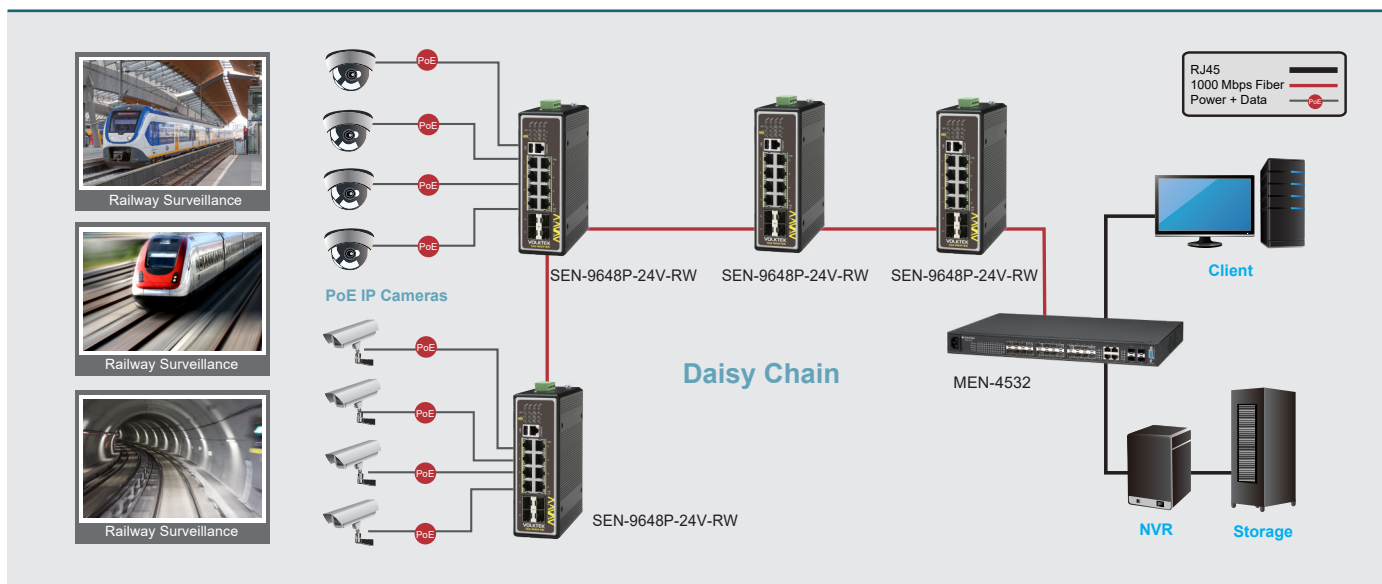 Railway Surveillance
Railway Surveillance
Railway Surveillance
PoE
PoE
PoE
PoE
PoE IP Cameras
PoE
PoE
PoE
PoE
VOLKTEK
SEN-9648P-24V-RW
VOLKTEK
SEN-9648P-24V-RW
VOLKTEK
SEN-9648P-24V-RW
VOLKTEK
SEN-9648P-24V-RW
Daisy Chain
MEN-4532
RJ45
1000 Mbps Fiber
Power + Data
PoE
Client
NVR
Storage